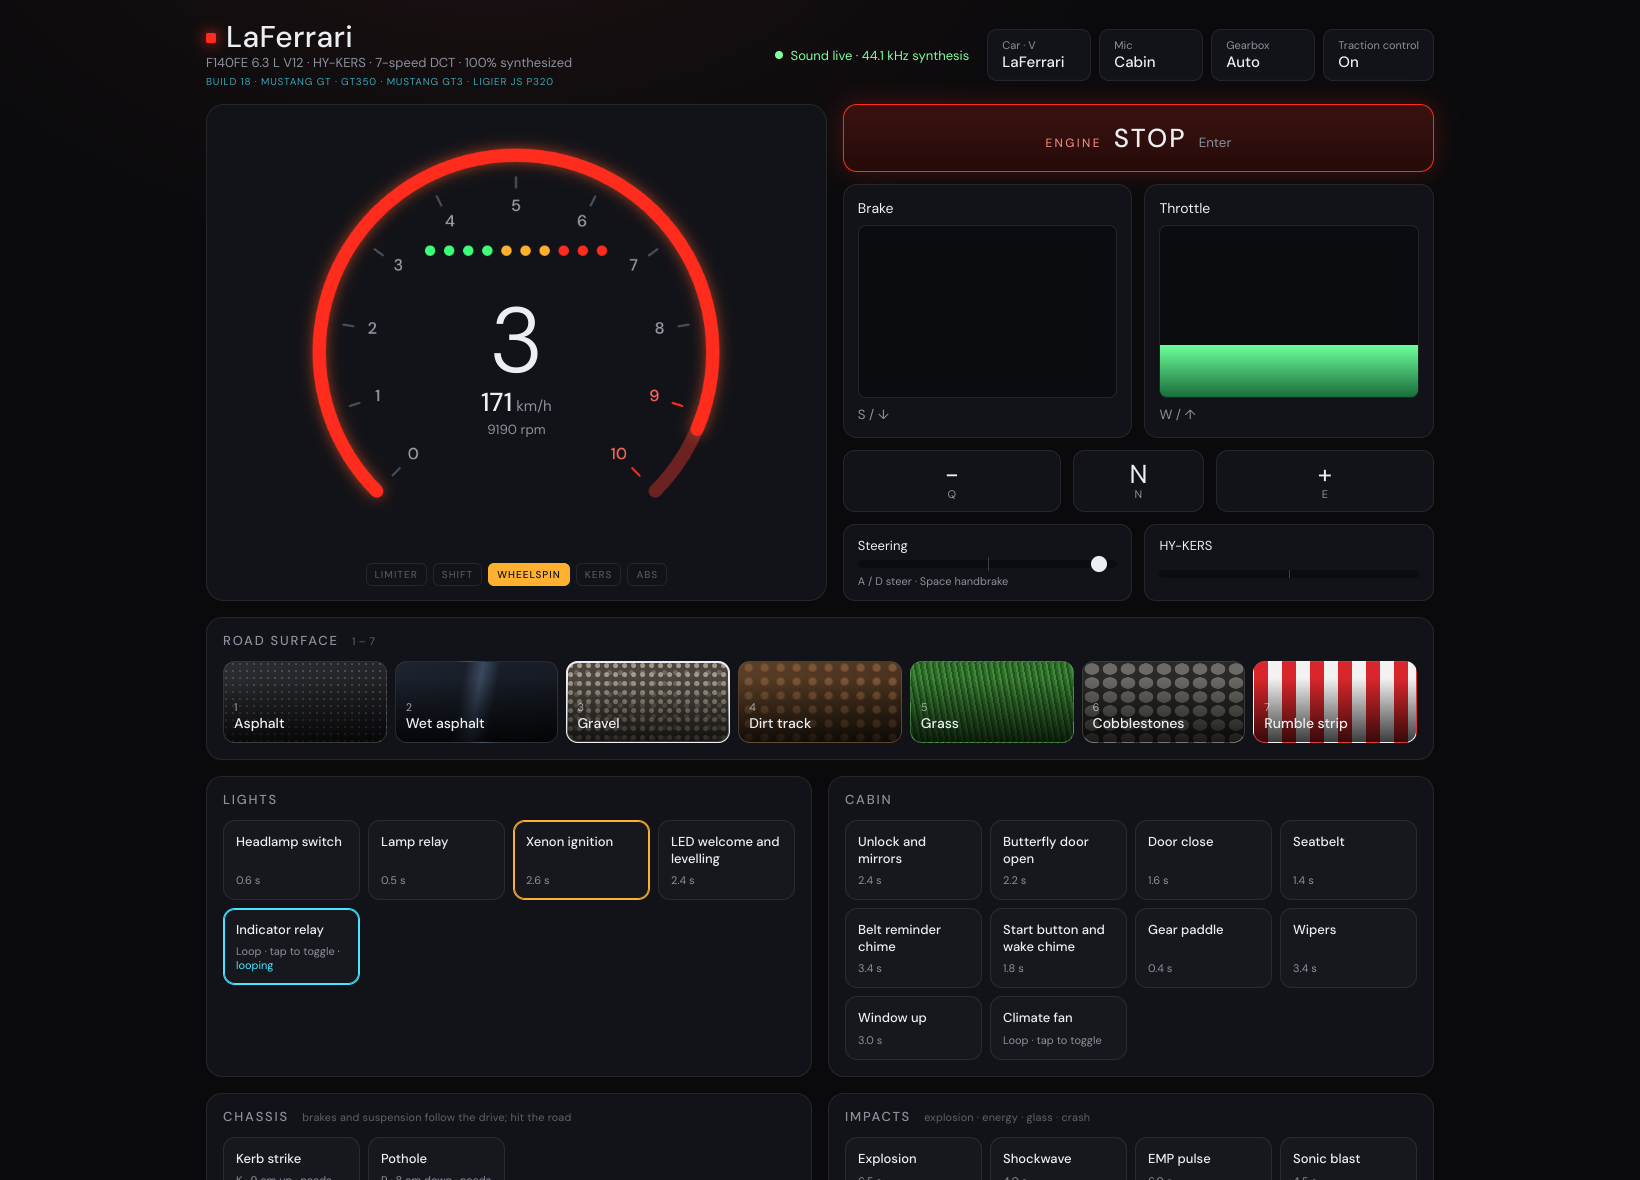 LaFerrari
F140FE 6.3 L V12 · HY-KERS · 7-speed DCT · 100% synthesized
BUILD 18 · MUSTANG GT · GT350 · MUSTANG GT3 · LIGIER JS P320
Sound live · 44.1 kHz synthesis
Car · V
LaFerrari
Mic
Cabin
Gearbox
Auto
Traction control
On
0
1
2
3
4
5
6
7
8
9
10
3
171 km/h
9190 rpm
LIMITER
SHIFT
WHEELSPIN
KERS
ABS
ENGINE STOP Enter
Brake
S / ↓
Throttle
W / ↑
−
Q
N
N
+
E
Steering
A / D steer · Space handbrake
HY-KERS
ROAD SURFACE 1 – 7
1
Asphalt
2
Wet asphalt
3
Gravel
4
Dirt track
5
Grass
6
Cobblestones
7
Rumble strip
LIGHTS
Headlamp switch
0.6 s
Lamp relay
0.5 s
Xenon ignition
2.6 s
LED welcome and
levelling
2.4 s
Indicator relay
Loop · tap to toggle ·
looping
CABIN
Unlock and
mirrors
2.4 s
Butterfly door
open
2.2 s
Door close
1.6 s
Seatbelt
1.4 s
Belt reminder
chime
3.4 s
Start button and
wake chime
1.8 s
Gear paddle
0.4 s
Wipers
3.4 s
Window up
3.0 s
Climate fan
Loop · tap to toggle
CHASSIS brakes and suspension follow the drive; hit the road
Kerb strike
Pothole
IMPACTS explosion · energy · glass · crash
Explosion
Shockwave
EMP pulse
Sonic blast